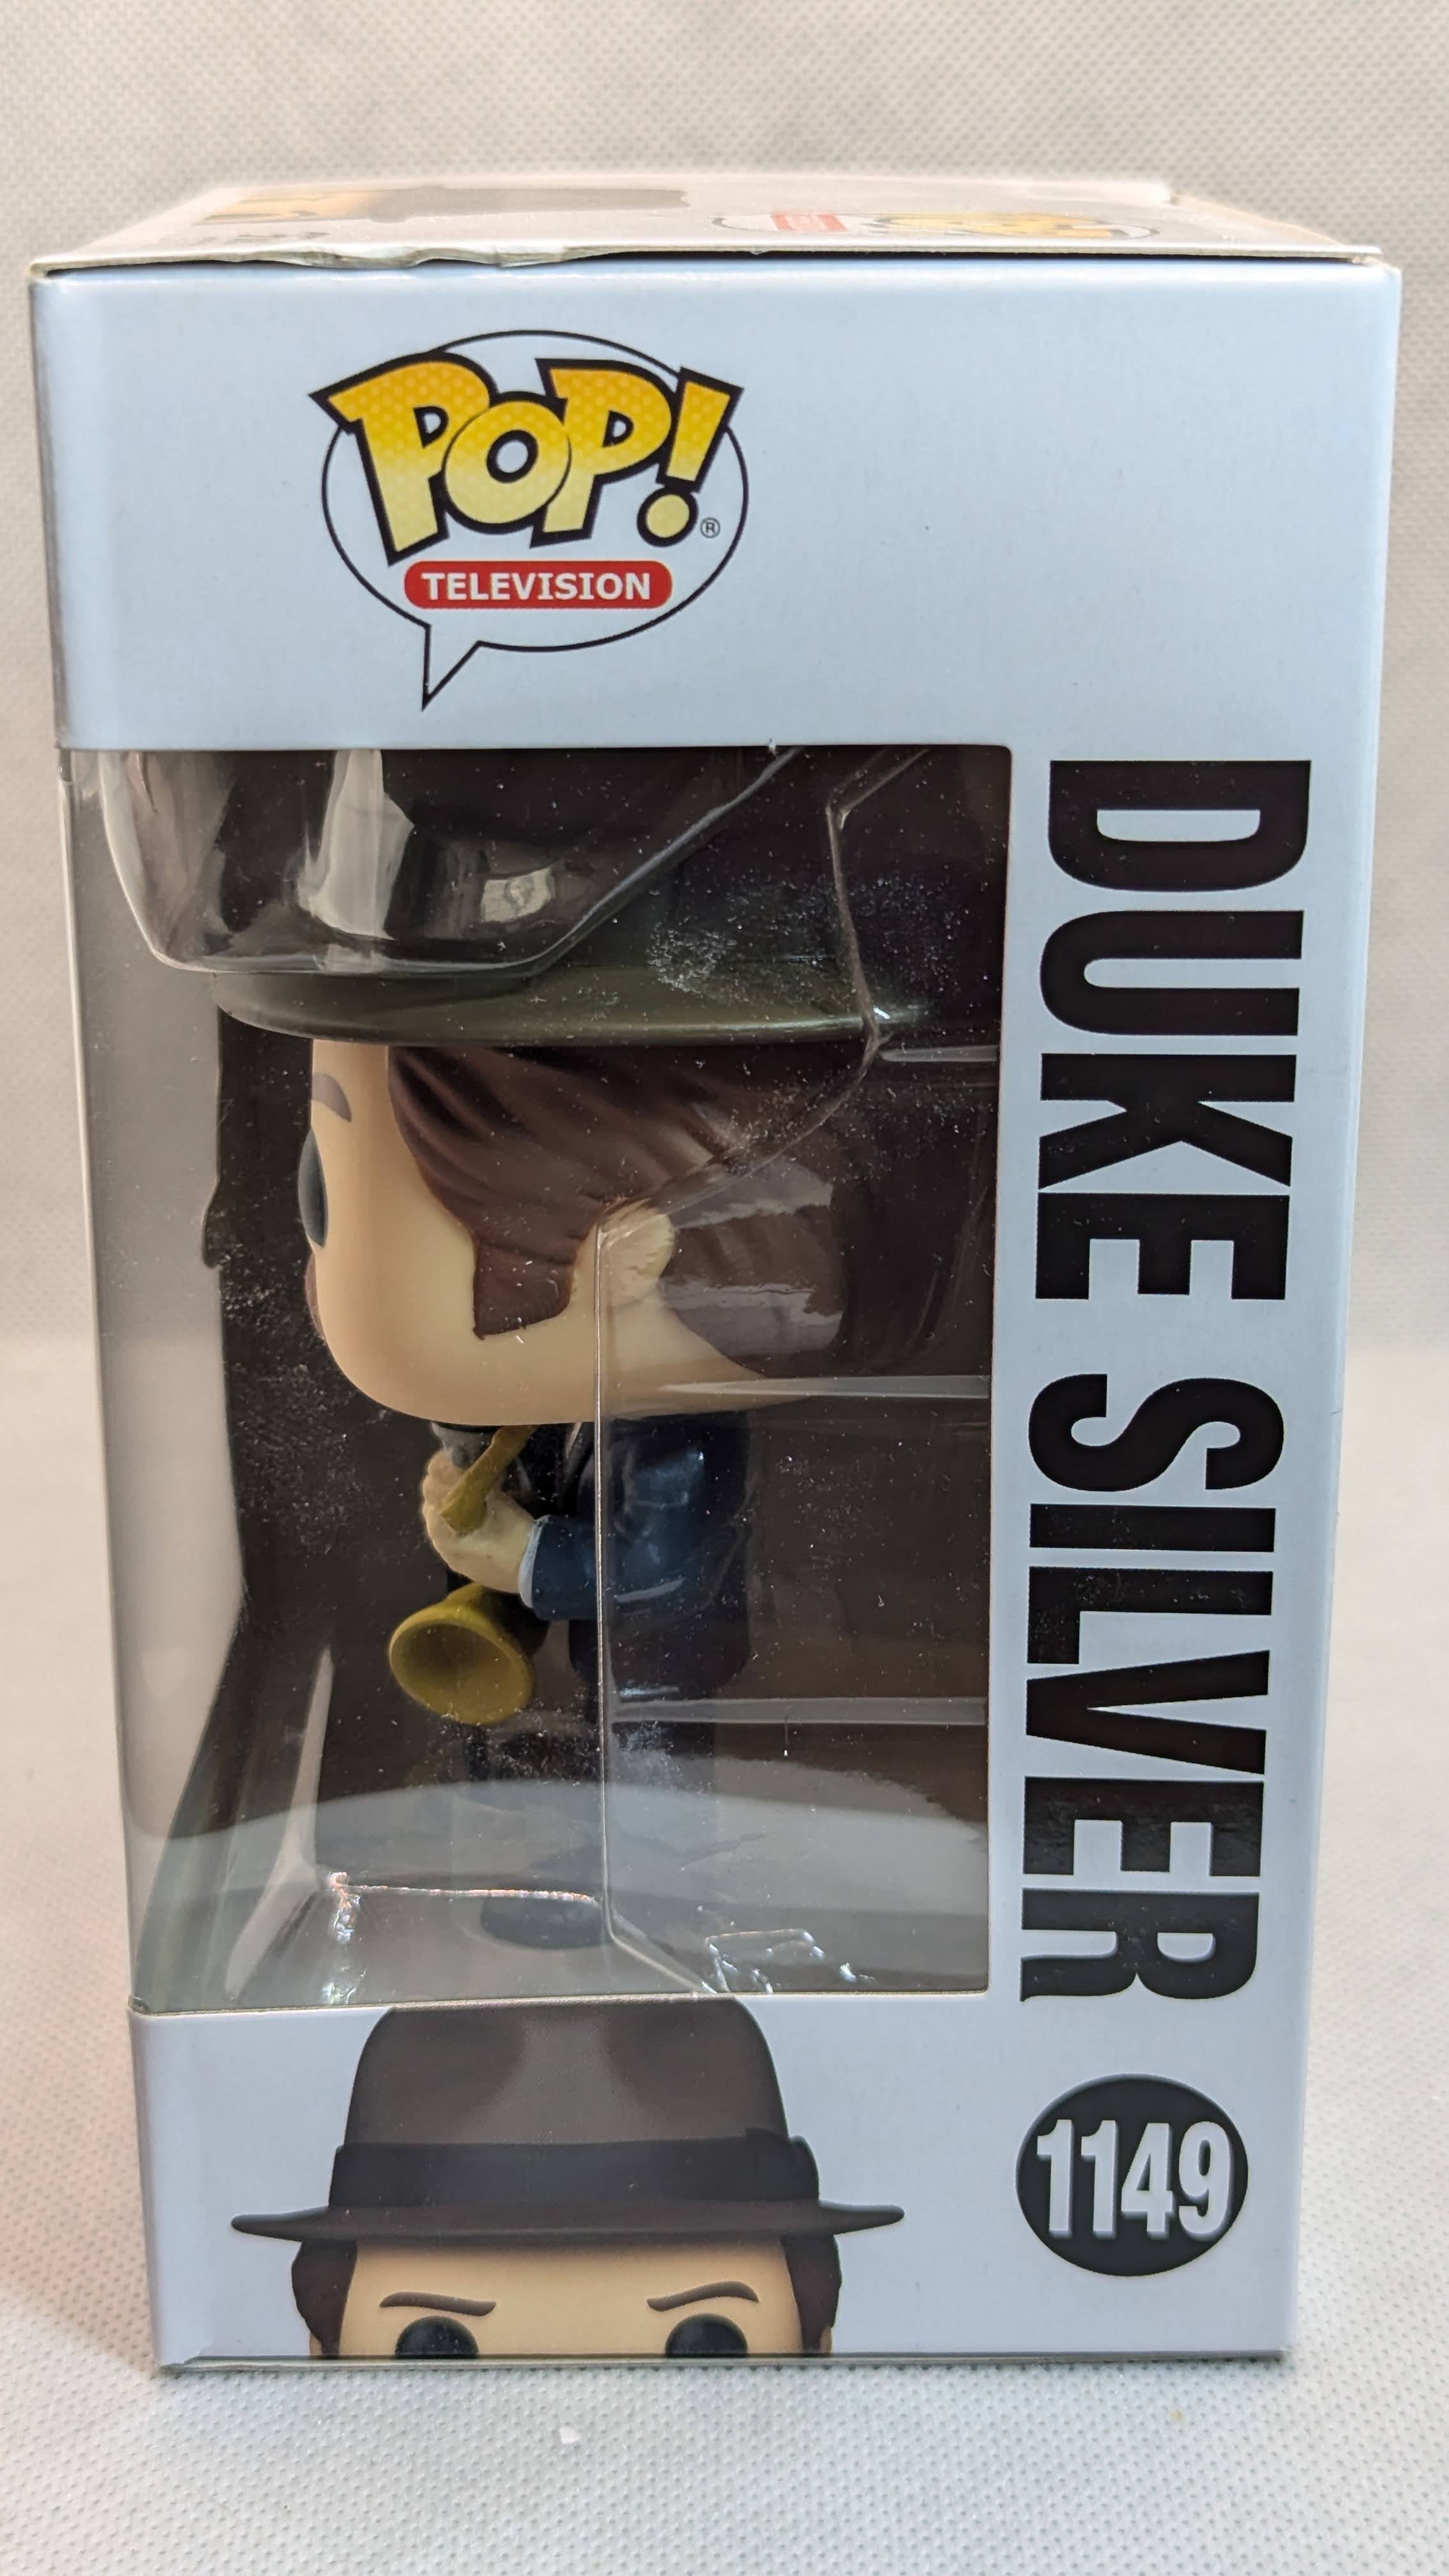 POP!®
TELEVISION
DUKE SILVER
1149